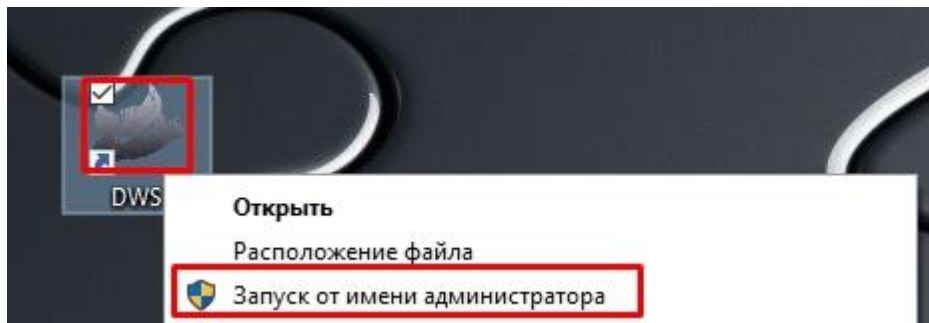 DWS
Открыть
Расположение файла
Запуск от имени администратора